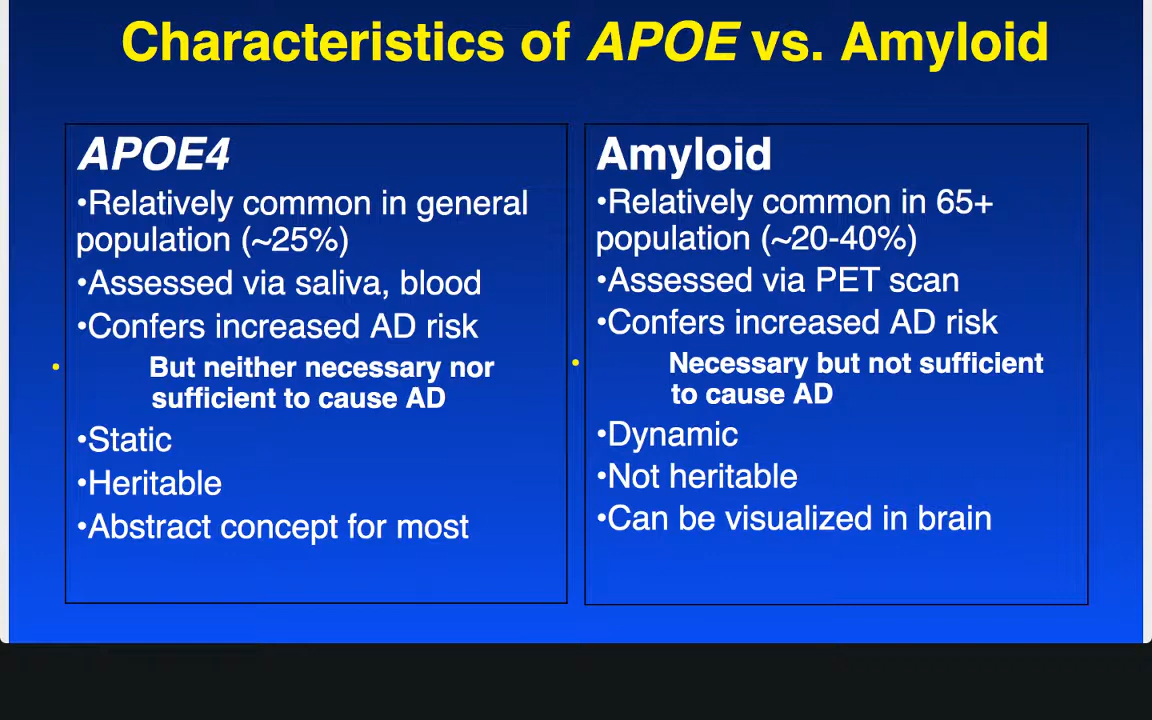 Characteristics of APOE vs. Amyloid
APOE4
•Relatively common in general
population (~25%)
•Assessed via saliva, blood
•Confers increased AD risk
• But neither necessary nor
sufficient to cause AD
•Static
•Heritable
•Abstract concept for most
Amyloid
•Relatively common in 65+
population (~20-40%)
•Assessed via PET scan
•Confers increased AD risk
• Necessary but not sufficient
to cause AD
•Dynamic
•Not heritable
•Can be visualized in brain